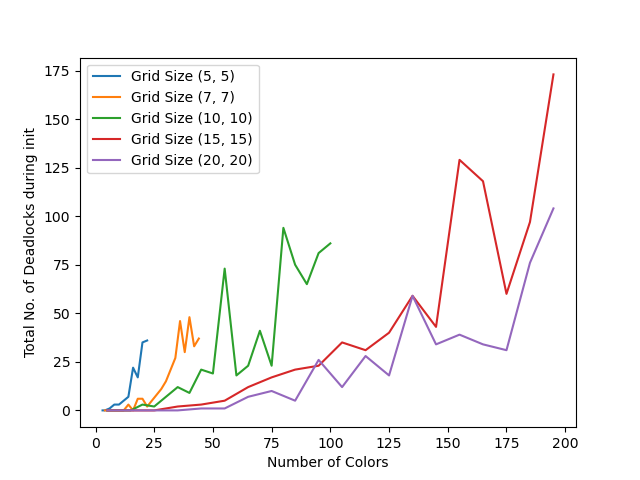 Grid Size (5, 5)
Grid Size (7, 7)
Grid Size (10, 10)
Grid Size (15, 15)
Grid Size (20, 20)
Total No. of Deadlocks during init
175
150
125
100
75
50
25
0
0 25 50 75 100 125 150 175 200
Number of Colors